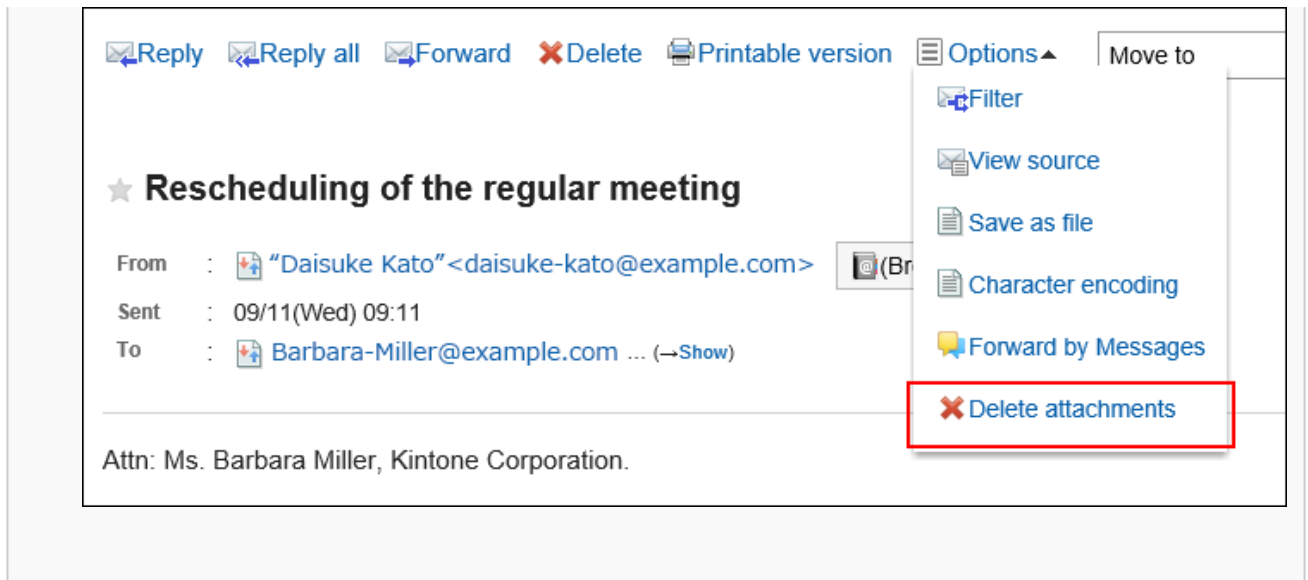 Reply Reply all Forward Delete Printable version Options▲ Move to
Filter
View source
Rescheduling of the regular meeting
Save as file
From : “Daisuke Kato”<daisuke-kato@example.com>
Character encoding
Sent : 09/11(Wed) 09:11
To : Barbara-Miller@example.com ... (→Show)
Forward by Messages
Delete attachments
Attn: Ms. Barbara Miller, Kintone Corporation.